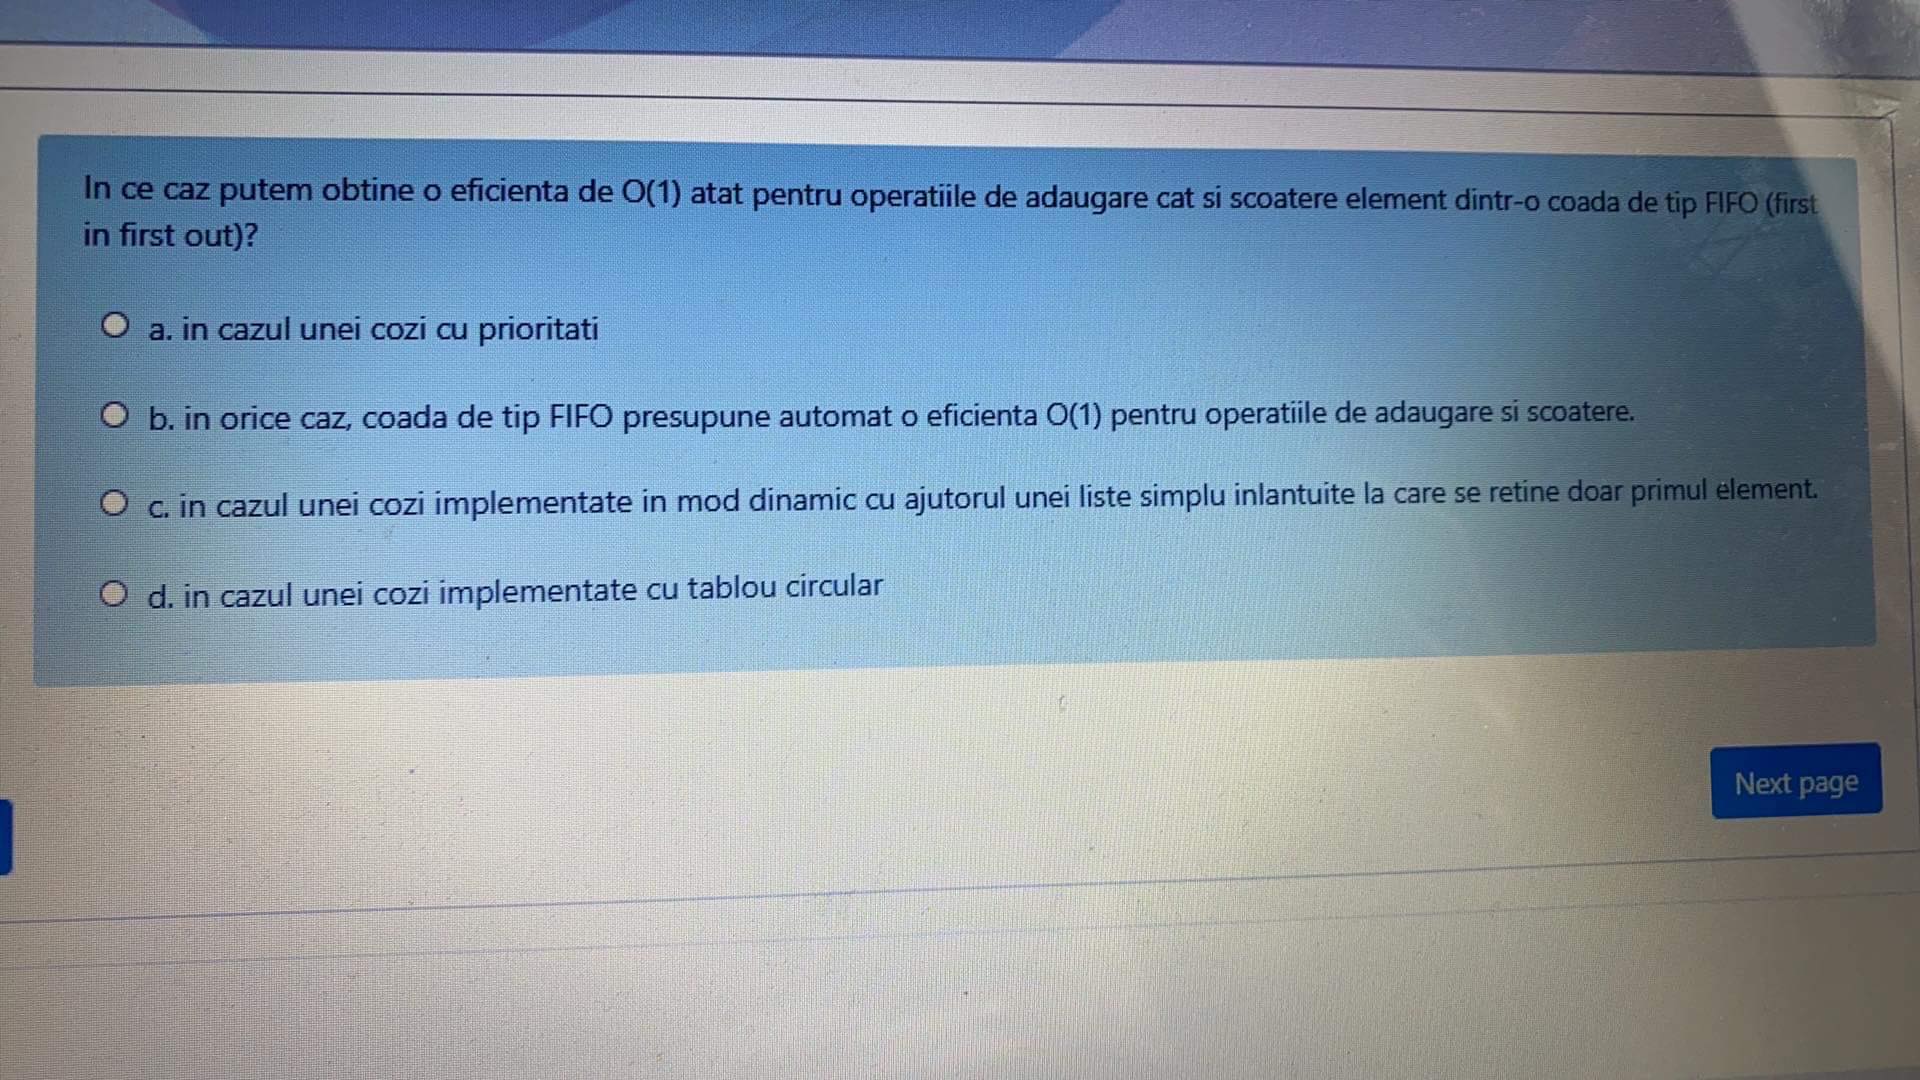 In ce caz putem obtine o eficienta de O(1) atat pentru operatiile de adaugare cat si scoatere element dintr-o coada de tip FIFO (first
in first out)?
a. in cazul unei cozi cu prioritati
b. in orice caz, coada de tip FIFO presupune automat o eficienta O(1) pentru operatiile de adaugare si scoatere.
c. in cazul unei cozi implementate in mod dinamic cu ajutorul unei liste simplu inlantuite la care se retine doar primul element.
d. in cazul unei cozi implementate cu tablou circular
Next page